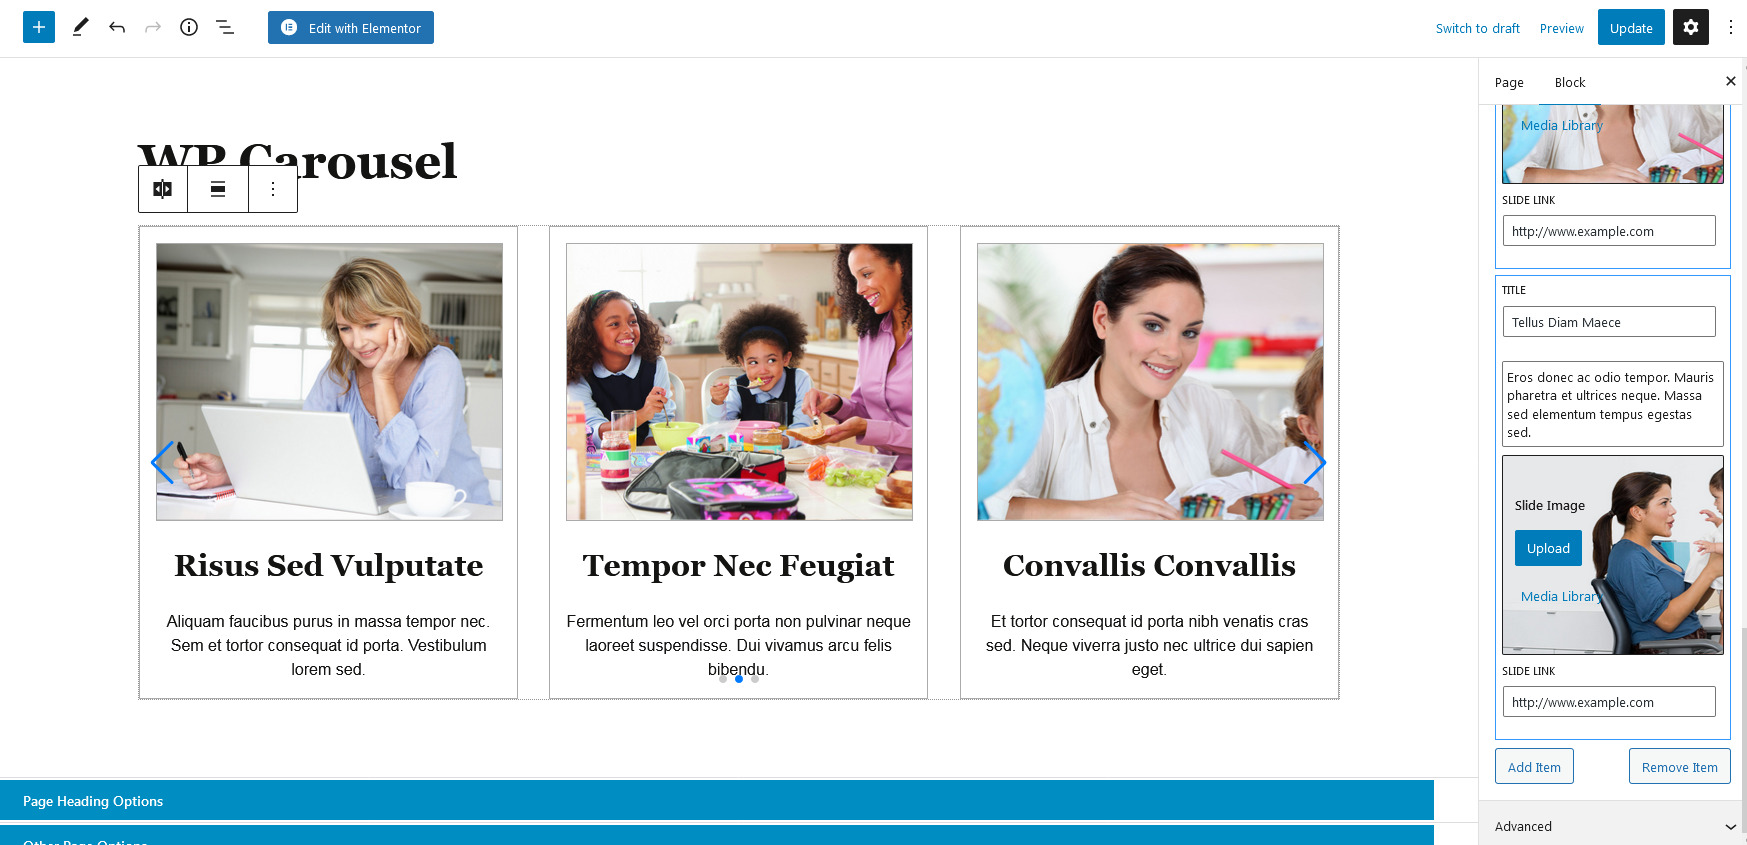 Edit with Elementor
Switch to draft
Preview
Update
Page
Block
WP Carousel
Risus Sed Vulputate
Aliquam faucibus purus in massa tempor nec.
Sem et tortor consequat id porta. Vestibulum
lorem sed.
Tempor Nec Feugiat
Fermentum leo vel orci porta non pulvinar neque
laoreet suspendisse. Dui vivamus arcu felis
bibendu.
Convallis Convallis
Et tortor consequat id porta nibh venatis cras
sed. Neque viverra justo nec ultrice dui sapien
eget.
Page Heading Options
Other Page Options
Media Library
SLIDE LINK
http://www.example.com
TITLE
Tellus Diam Maece
Eros donec ac odio tempor. Mauris
pharetra et ultrices neque. Massa
sed elementum tempus egestas
sed.
Slide Image
Upload
Media Library
SLIDE LINK
http://www.example.com
Add Item
Remove Item
Advanced